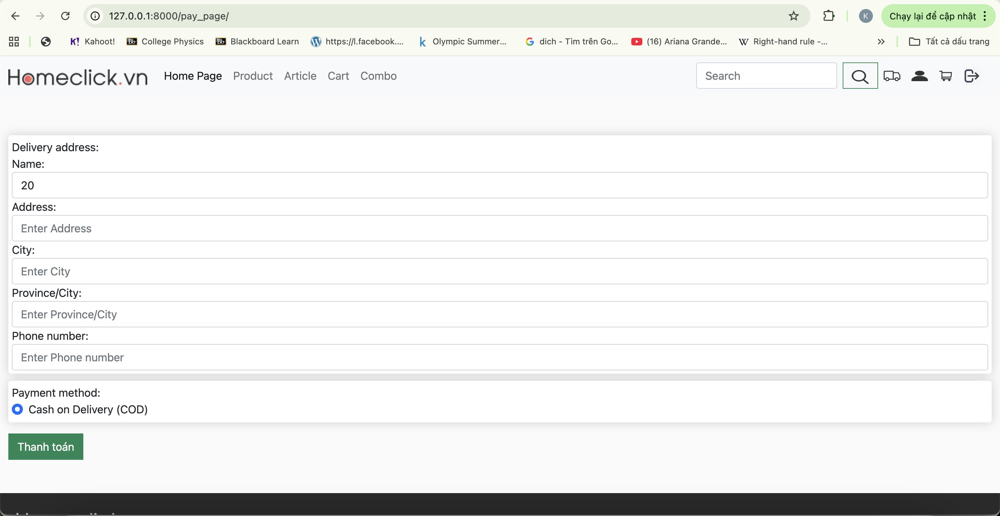 127.0.0.1:8000/pay_page/
K
Chạy lại để cập nhật
K! Kahoot!
Bb College Physics
Bb Blackboard Learn
https://l.facebook....
k Olympic Summer...
G dich - Tìm trên Go...
(16) Ariana Grande...
W Right-hand rule -...
Tất cả dấu trang
Homeclick.vn
Home Page
Product
Article
Cart
Combo
Search
Delivery address:
Name:
20
Address:
Enter Address
City:
Enter City
Province/City:
Enter Province/City
Phone number:
Enter Phone number
Payment method:
Cash on Delivery (COD)
Thanh toán